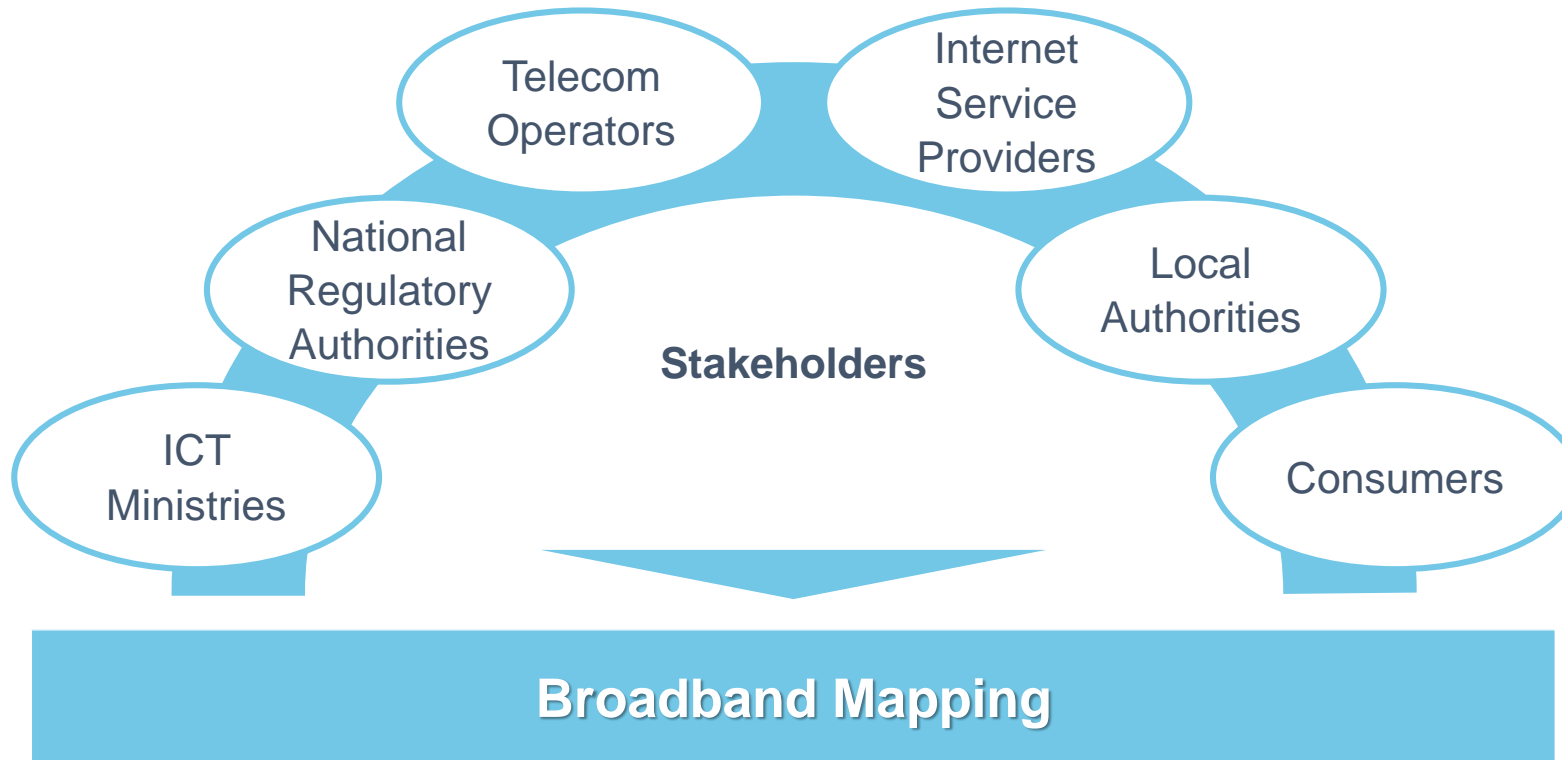 Telecom
Operators
Internet
Service
Providers
National
Regulatory
Authorities
Local
Authorities
Stakeholders
ICT
Ministries
Consumers
Broadband Mapping